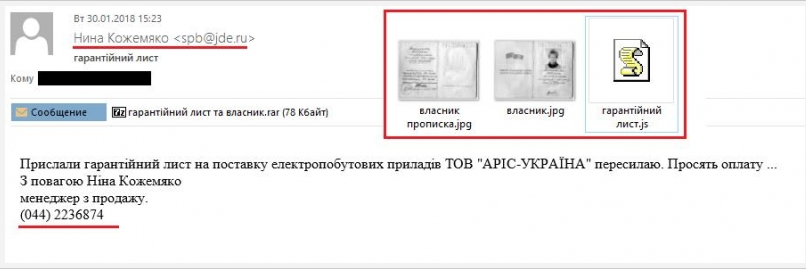 Вт 30.01.2018 15:23
Нина Кожемяко <spb@jde.ru>
гарантійний лист
Кому
Сообщение
гарантійний лист та власник.rar (78 Кбайт)
власник прописка.jpg
власник.jpg
гарантійний лист.js
Прислали гарантійний лист на поставку електропобутових приладів ТОВ "АРІС-УКРАЇНА" пересилаю. Просять оплату ...
З повагою Ніна Кожемяко
менеджер з продажу.
(044) 2236874